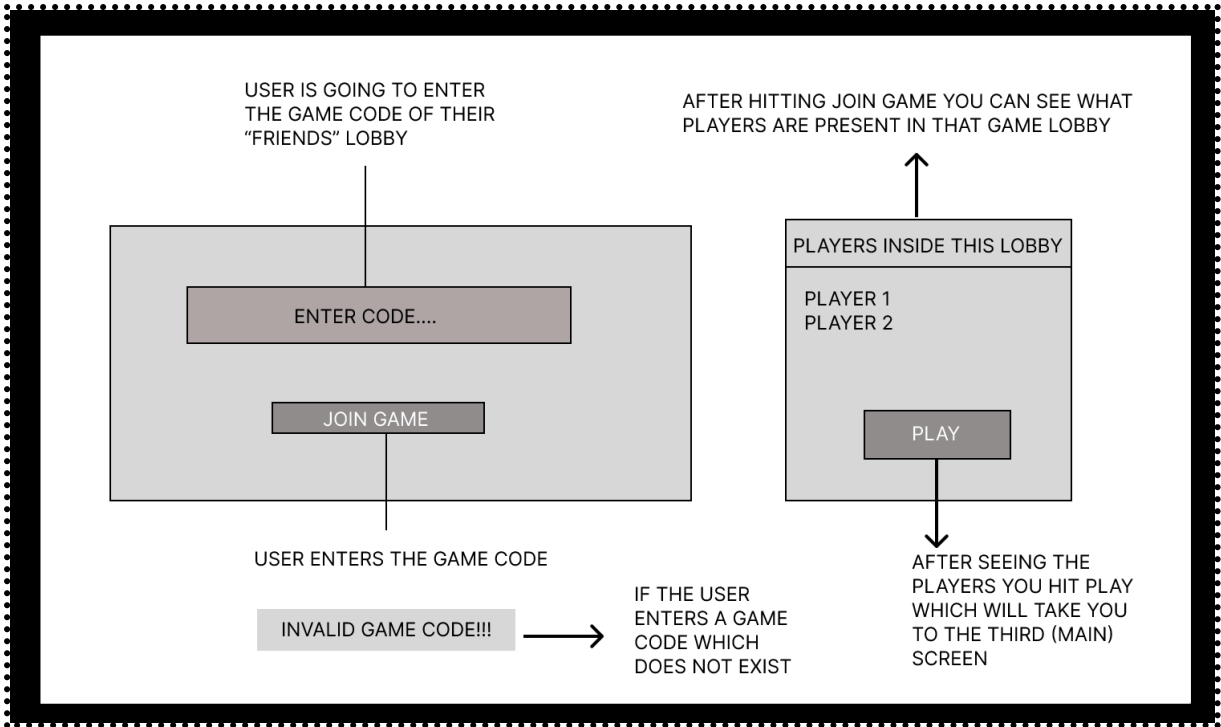 USER IS GOING TO ENTER
THE GAME CODE OF THEIR
“FRIENDS” LOBBY
ENTER CODE....
JOIN GAME
USER ENTERS THE GAME CODE
INVALID GAME CODE!!!
IF THE USER
ENTERS A GAME
CODE WHICH
DOES NOT EXIST
AFTER HITTING JOIN GAME YOU CAN SEE WHAT
PLAYERS ARE PRESENT IN THAT GAME LOBBY
PLAYERS INSIDE THIS LOBBY
PLAYER 1
PLAYER 2
PLAY
AFTER SEEING THE
PLAYERS YOU HIT PLAY
WHICH WILL TAKE YOU
TO THE THIRD (MAIN)
SCREEN